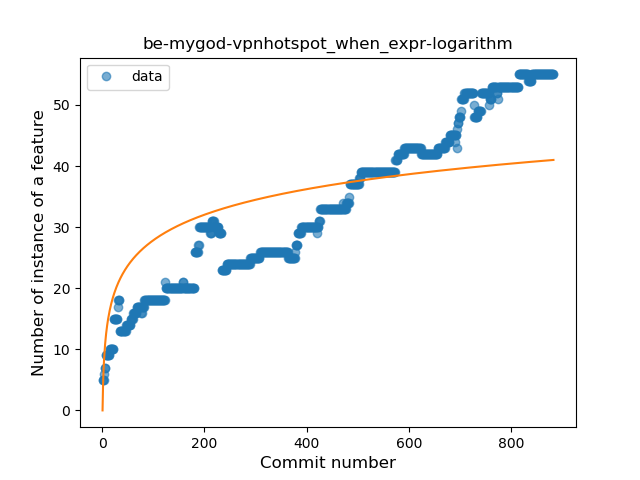 be-mygod-vpnhotspot_when_expr-logarithm
data
Number of instance of a feature
50
40
30
20
10
0
0 200 400 600 800
Commit number